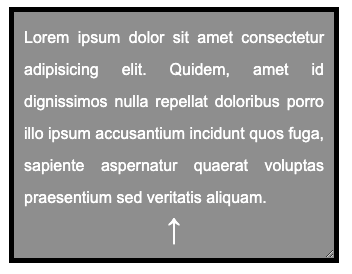 Lorem ipsum dolor sit amet consectetur
adipisicing elit. Quidem, amet id
dignissimos nulla repellat doloribus porro
illo ipsum accusantium incidunt quos fuga,
sapiente aspernatur quaerat voluptas
praesentium sed veritatis aliquam.
↑